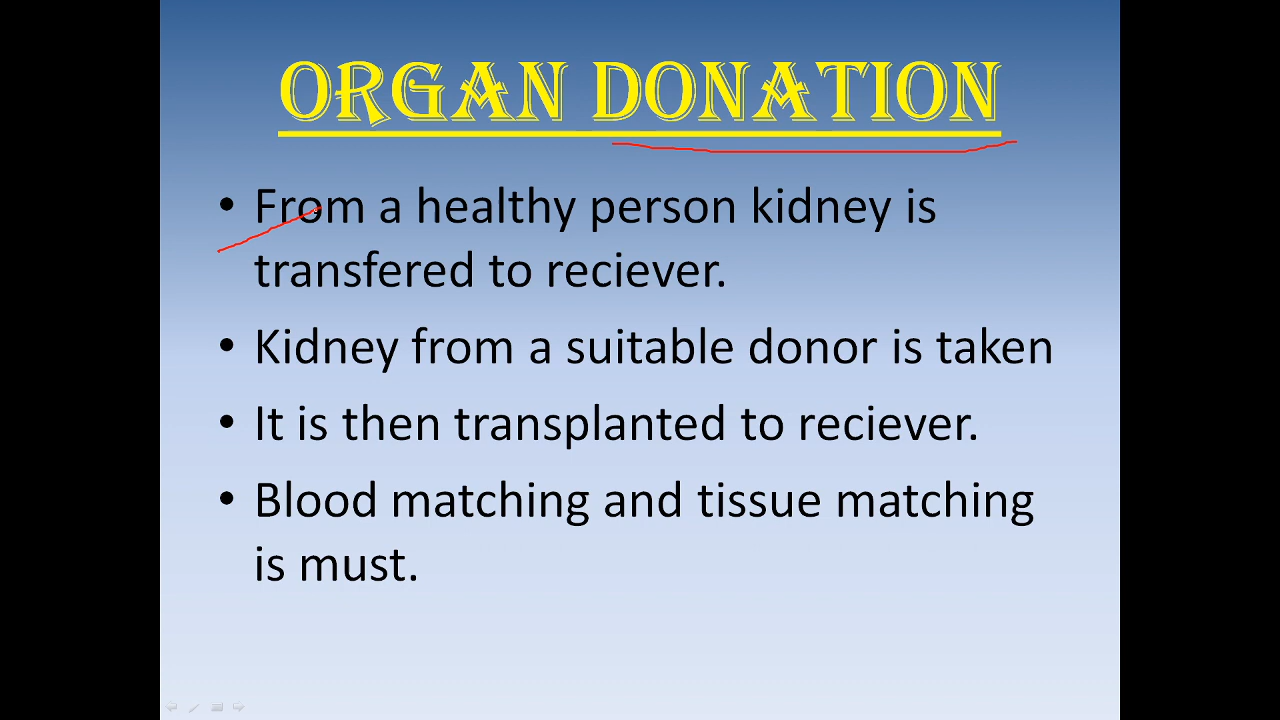 ORGAN DONATION
• From a healthy person kidney is
transfered to reciever.
• Kidney from a suitable donor is taken
• It is then transplanted to reciever.
• Blood matching and tissue matching
is must.